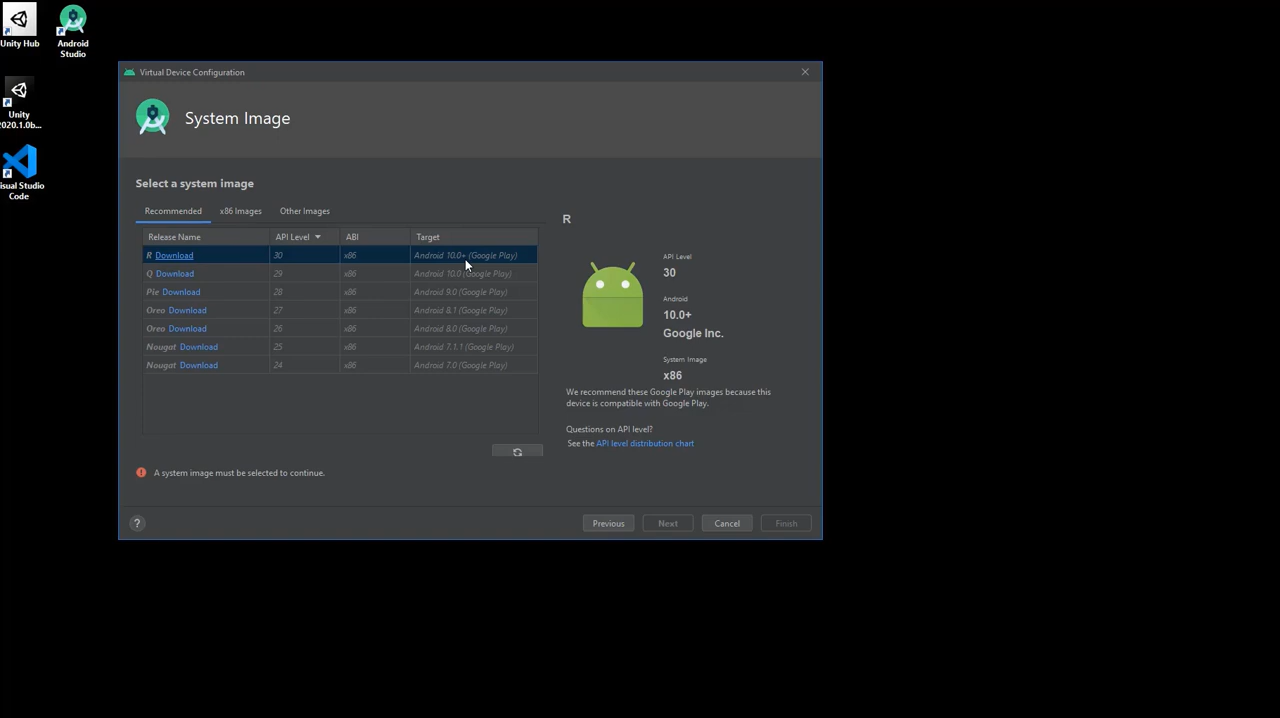 Unity Hub
Android
Studio
Unity
2020.1.0b...
isual Studio
Code
Virtual Device Configuration
System Image
Select a system image
Recommended x86 Images Other Images
Release Name API Level ABI Target
R Download 30 x86 Android 10.0+ (Google Play)
Q Download 29 x86 Android 10.0 (Google Play)
Pie Download 28 x86 Android 9.0 (Google Play)
Oreo Download 27 x86 Android 8.1 (Google Play)
Oreo Download 26 x86 Android 8.0 (Google Play)
Nougat Download 25 x86 Android 7.1.1 (Google Play)
Nougat Download 24 x86 Android 7.0 (Google Play)
R
API Level
30
Android
10.0+
Google Inc.
System Image
x86
We recommend these Google Play images because this
device is compatible with Google Play.
Questions on API level?
See the API level distribution chart
A system image must be selected to continue.
? Previous Next Cancel Finish